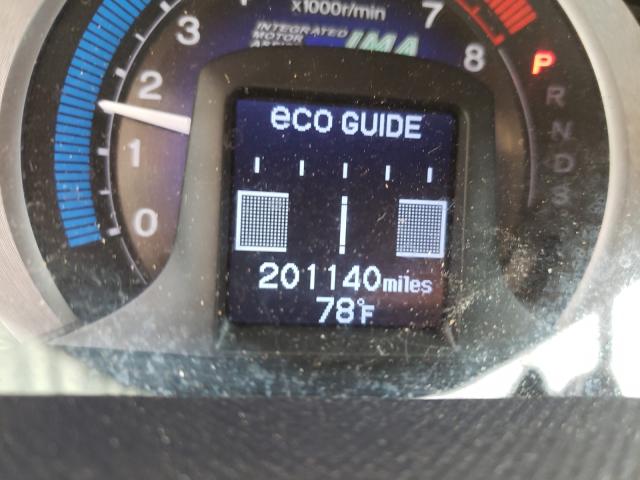 x1000r/min
INTEGRATED
MOTOR
IMA
3
7
8
2
1
0
P
R
N
D
S
eco GUIDE
201140miles
78°F